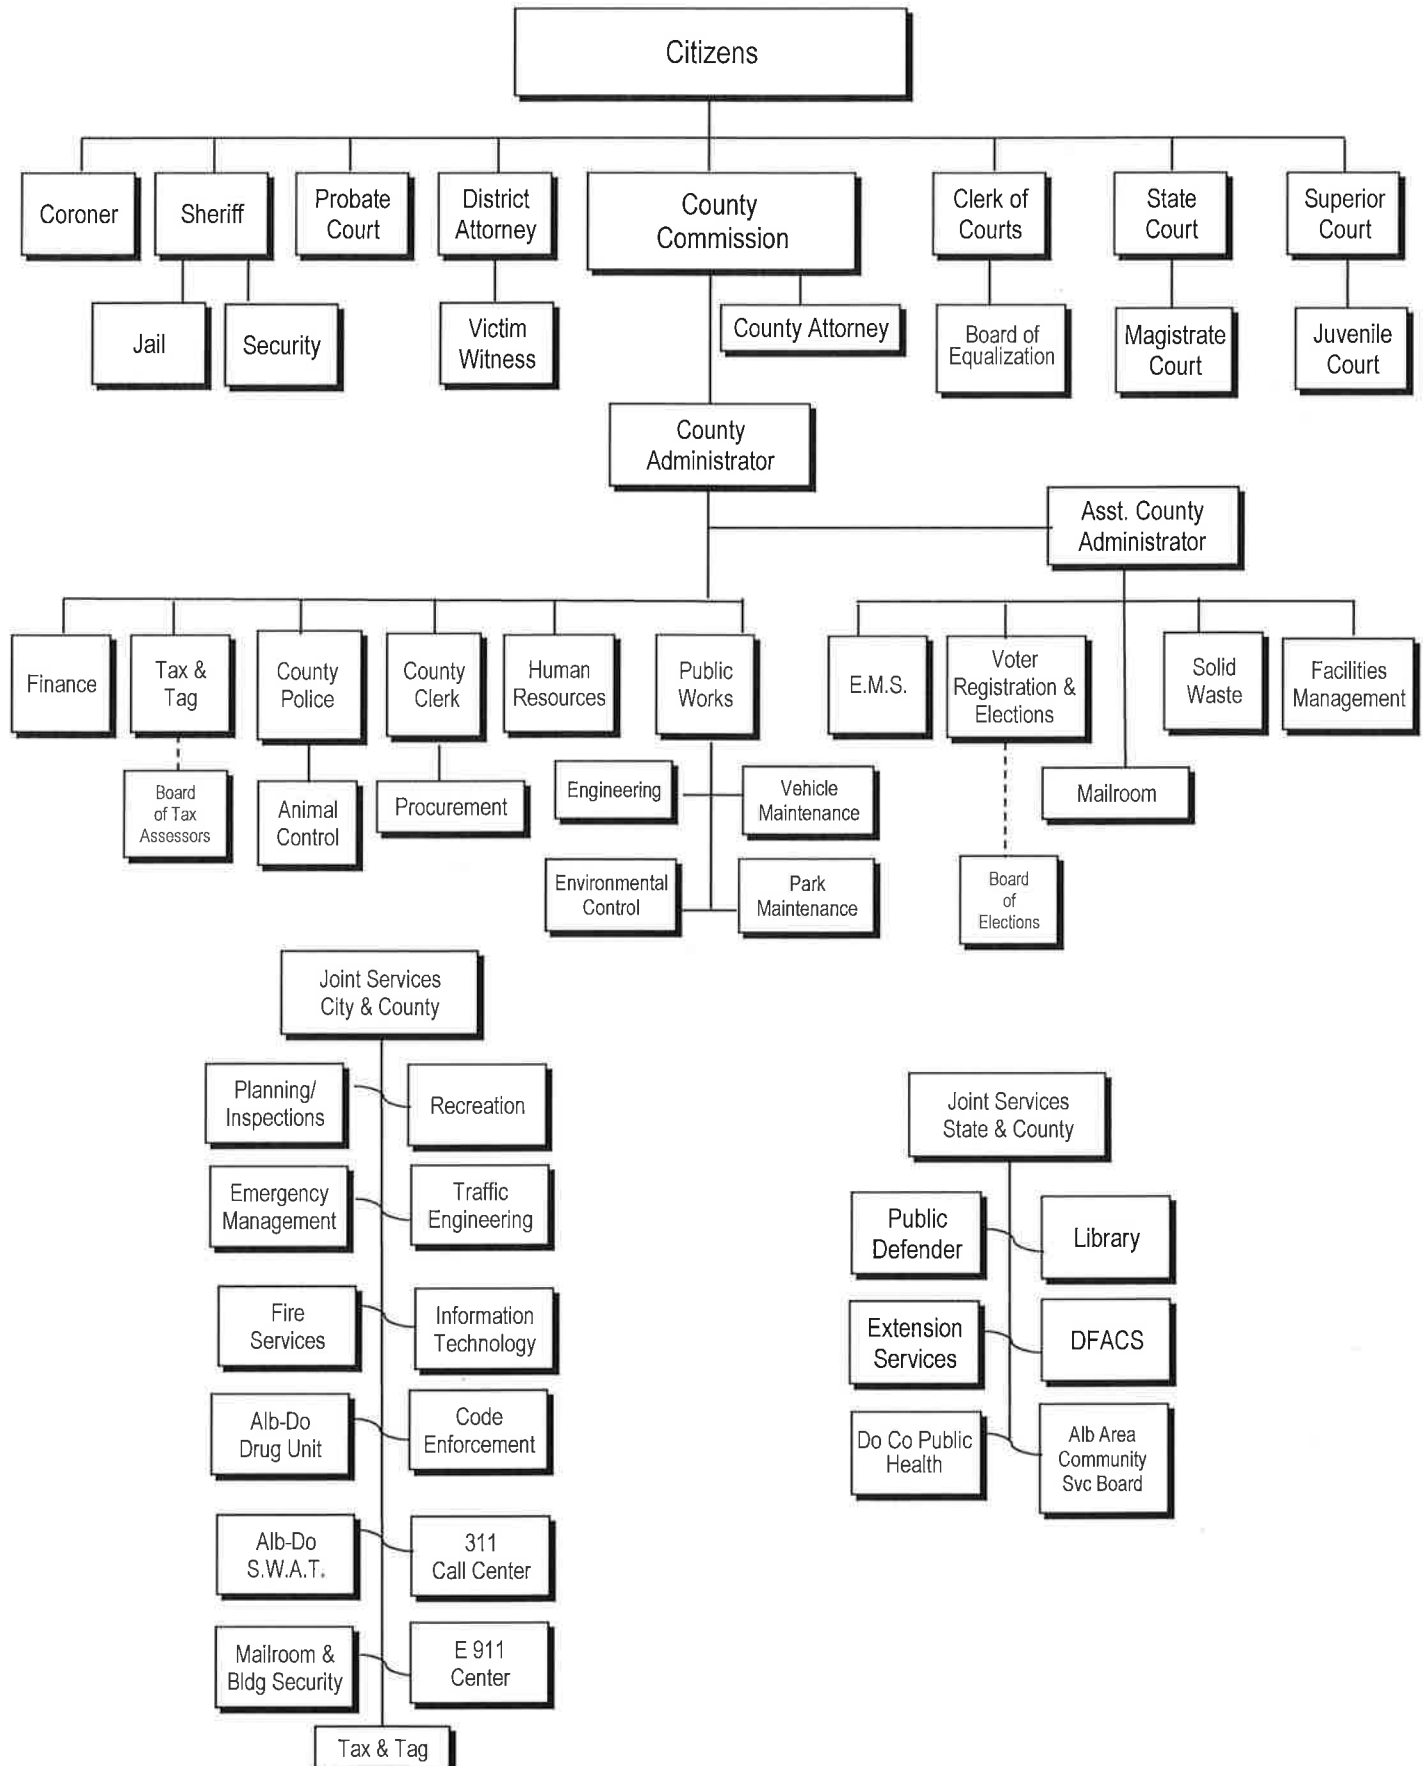 Citizens
Coroner
Sheriff
Probate
Court
District
Attorney
County
Commission
Clerk of
Courts
State
Court
Superior
Court
Jail
Security
Victim
Witness
County Attorney
Board of
Equalization
Magistrate
Court
Juvenile
Court
County
Administrator
Asst. County
Administrator
Finance
Tax &
Tag
County
Police
County
Clerk
Human
Resources
Public
Works
E.M.S.
Voter
Registration &
Elections
Solid
Waste
Facilities
Management
Board
of Tax
Assessors
Animal
Control
Procurement
Engineering
Vehicle
Maintenance
Mailroom
Environmental
Control
Park
Maintenance
Board
of
Elections
Joint Services
City & County
Planning/
Inspections
Recreation
Emergency
Management
Traffic
Engineering
Fire
Services
Information
Technology
Alb-Do
Drug Unit
Code
Enforcement
Alb-Do
S.W.A.T.
311
Call Center
Mailroom &
Bldg Security
E 911
Center
Tax & Tag
Joint Services
State & County
Public
Defender
Library
Extension
Services
DFACS
Do Co Public
Health
Alb Area
Community
Svc Board